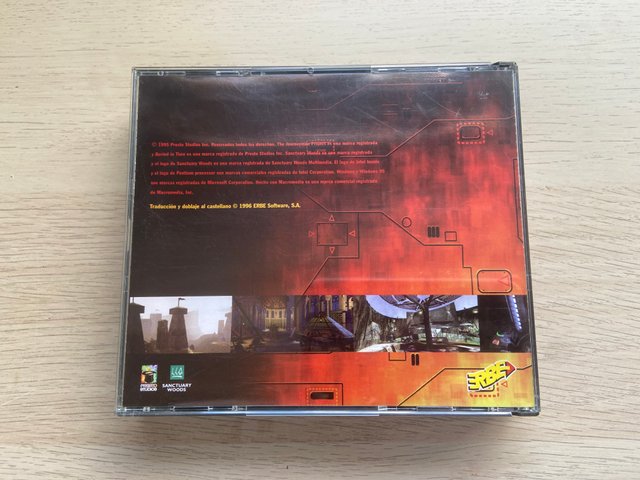 © 1995 Presto Studios Inc. Reservados todos los derechos. The Journeyman Project es una marca registrada
y Buried in Time es una marca registrada de Presto Studios Inc. Sanctuary Woods es una marca registrada
y el logo de Sanctuary Woods es una marca registrada de Sanctuary Woods Multimedia. El logo de Intel Inside
y el logo de Pentium processor son marcas comerciales registradas de Intel Corporation. Windows y Windows 95
son marcas registradas de Microsoft Corporation. Hecho con Macromedia es una marca comercial registrada
de Macromedia, Inc.
Traducción y doblaje al castellano © 1996 ERBE Software, S.A.
PRESTO
STUDIOS
SANCTUARY
WOODS
ERBE